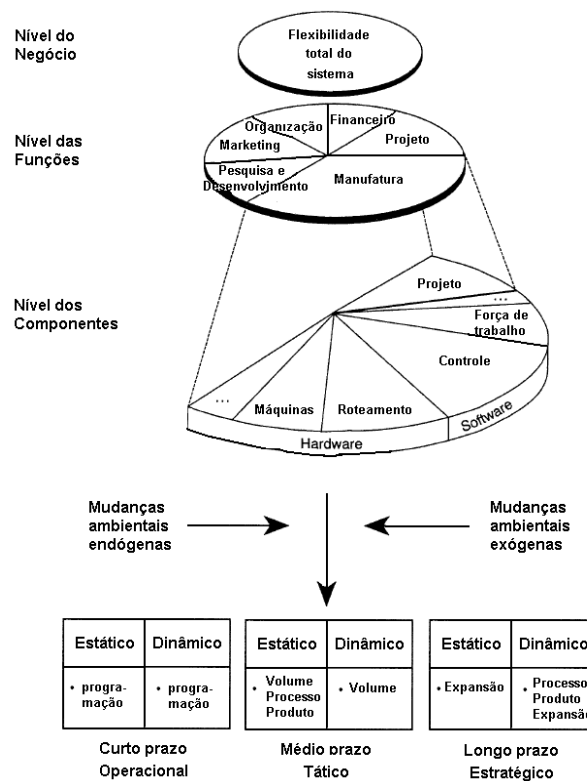 Nível do
Negócio
Flexibilidade
total do
sistema
Nível das
Funções
Organização
Financeiro
Marketing
Projeto
Pesquisa e
Desenvolvimento
Manufatura
Nível dos
Componentes
Projeto
...
Força de
trabalho
Controle
...
Máquinas
Roteamento
Hardware
Software
Mudanças
ambientais
endógenas
Mudanças
ambientais
exógenas
Estático
Dinâmico
• progra-
mação
• progra-
mação
Curto prazo
Operacional
Estático
Dinâmico
• Volume
Processo
Produto
• Volume
Médio prazo
Tático
Estático
Dinâmico
• Expansão
• Processo
Produto
Expansão
Longo prazo
Estratégico